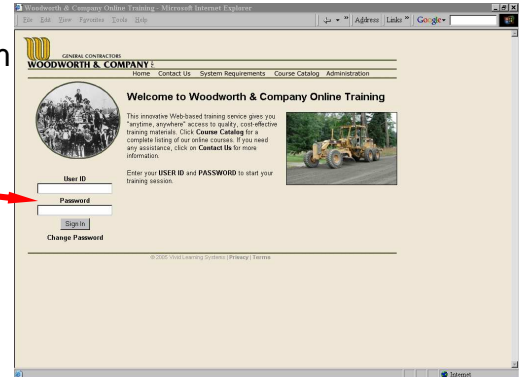 Woodworth & Company Online Training - Microsoft Internet Explorer
File Edit View Favorites Tools Help
Address Links » Google
GENERAL CONTRACTORS
WOODWORTH & COMPANY
Home Contact Us System Requirements Course Catalog Administration
Welcome to Woodworth & Company Online Training
This innovative Web-based training service gives you
"anytime, anywhere" access to quality, cost-effective
training materials. Click Course Catalog for a
complete listing of our online courses. If you need
any assistance, click on Contact Us for more
information.
Enter your USER ID and PASSWORD to start your
training session.
User ID
Password
Sign In
Change Password
Vivid Learning Systems | Privacy | Terms
Internet